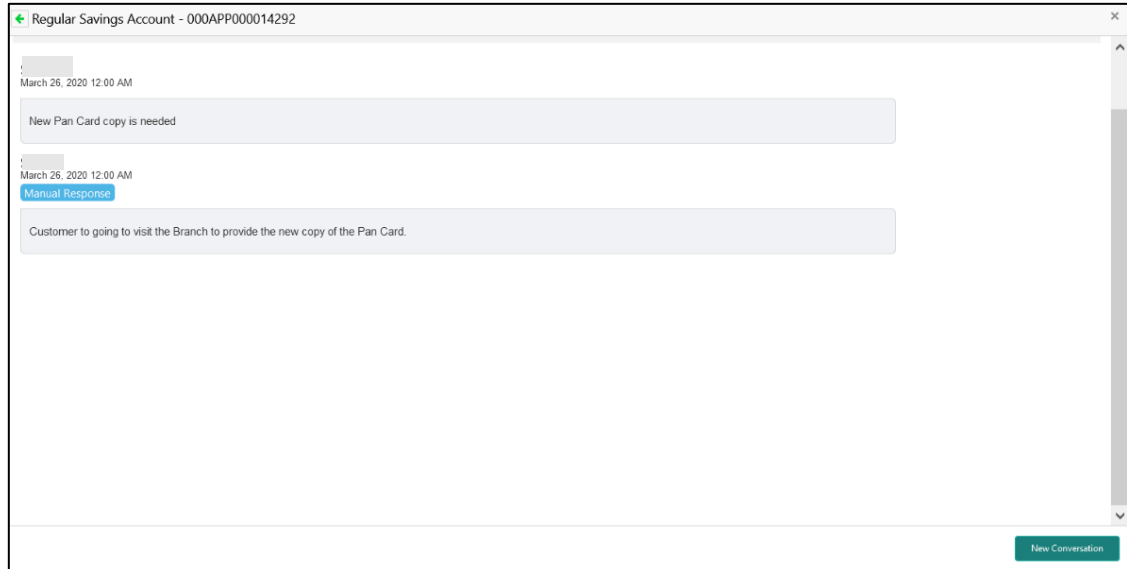 Regular Savings Account - 000APP000014292
March 26, 2020 12:00 AM
New Pan Card copy is needed
March 26, 2020 12:00 AM
Manual Response
Customer to going to visit the Branch to provide the new copy of the Pan Card.
New Conversation